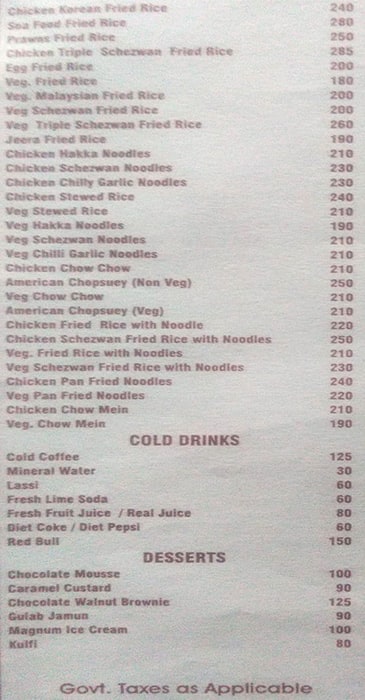 Chicken Korean Fried Rice 240
Sea Food Fried Rice 280
Prawns Fried Rice 250
Chicken Triple Schezwan Fried Rice 285
Egg Fried Rice 200
Veg. Fried Rice 180
Veg. Malaysian Fried Rice 200
Veg Schezwan Fried Rice 200
Veg Triple Schezwan Fried Rice 260
Jeera Fried Rice 190
Chicken Hakka Noodles 210
Chicken Schezwan Noodles 230
Chicken Chilly Garlic Noodles 230
Chicken Stewed Rice 240
Veg Stewed Rice 210
Veg Hakka Noodles 190
Veg Schezwan Noodles 210
Veg Chilli Garlic Noodles 210
Chicken Chow Chow 210
American Chopsuey (Non Veg) 250
Veg Chow Chow 210
American Chopsuey (Veg) 210
Chicken Fried Rice with Noodle 220
Chicken Schezwan Fried Rice with Noodles 250
Veg. Fried Rice with Noodles 210
Veg Schezwan Fried Rice with Noodles 230
Chicken Pan Fried Noodles 240
Veg Pan Fried Noodles 220
Chicken Chow Mein 210
Veg. Chow Mein 190
COLD DRINKS
Cold Coffee 125
Mineral Water 30
Lassi 60
Fresh Lime Soda 60
Fresh Fruit Juice / Real Juice 80
Diet Coke / Diet Pepsi 60
Red Bull 150
DESSERTS
Chocolate Mousse 100
Caramel Custard 90
Chocolate Walnut Brownie 125
Gulab Jamun 90
Magnum Ice Cream 100
Kulfi 80
Govt. Taxes as Applicable